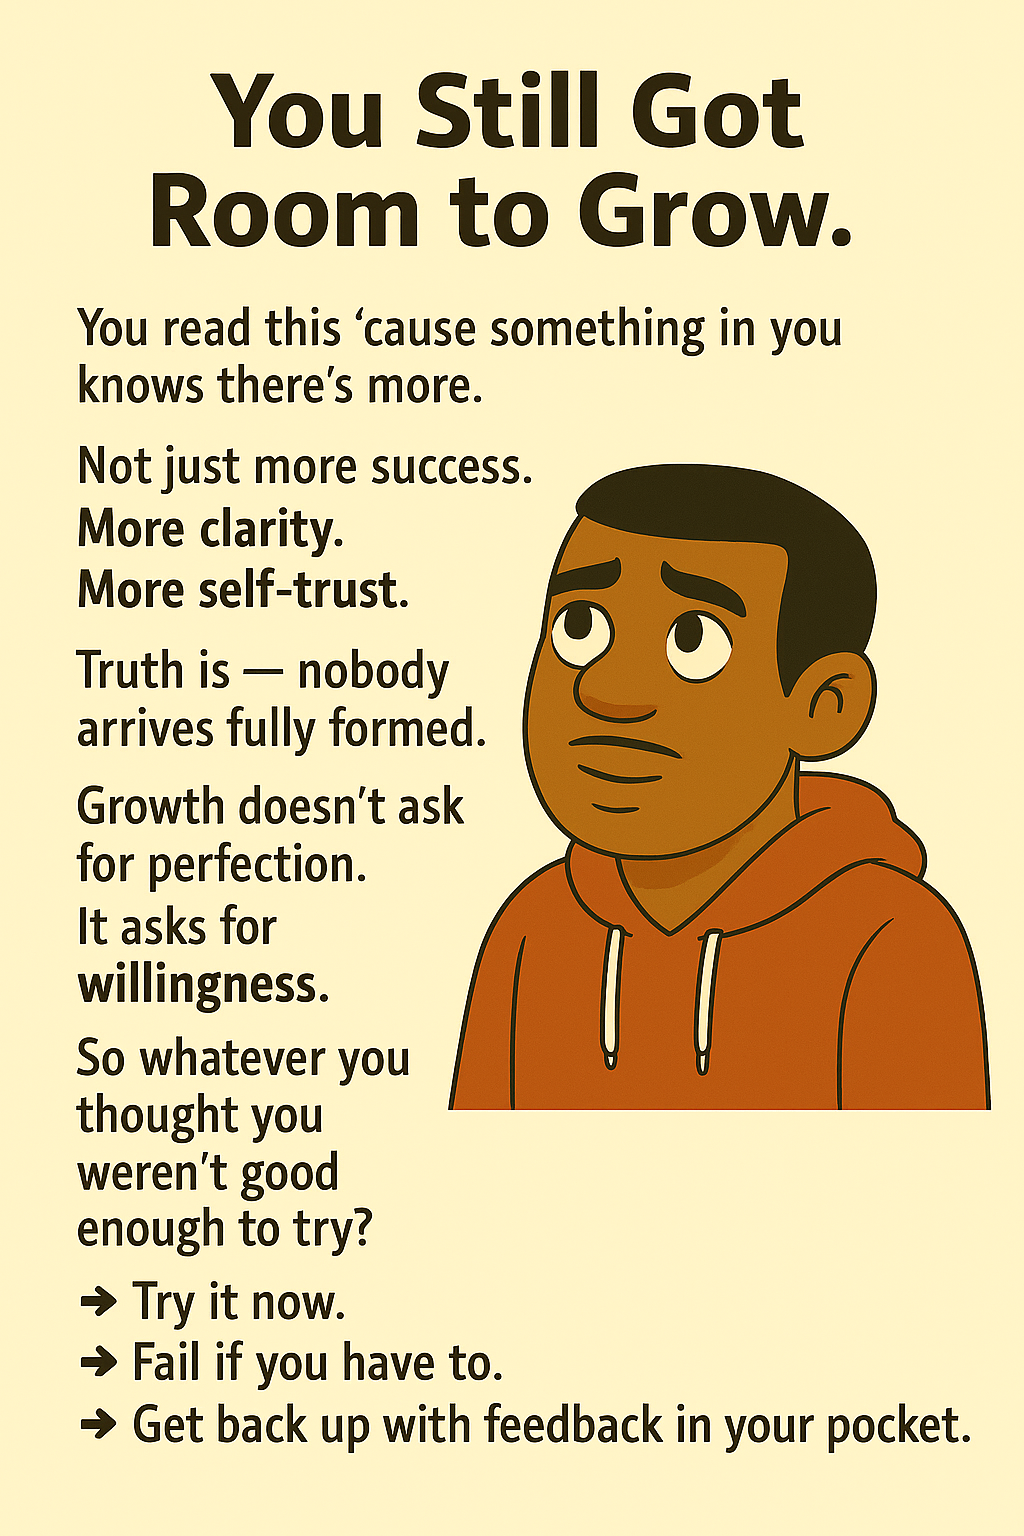 You Still Got
Room to Grow.
You read this ‘cause something in you
knows there’s more.
Not just more success.
More clarity.
More self-trust.
Truth is — nobody
arrives fully formed.
Growth doesn’t ask
for perfection.
It asks for
willingness.
So whatever you
thought you
weren’t good
enough to try?
➔ Try it now.
➔ Fail if you have to.
➔ Get back up with feedback in your pocket.